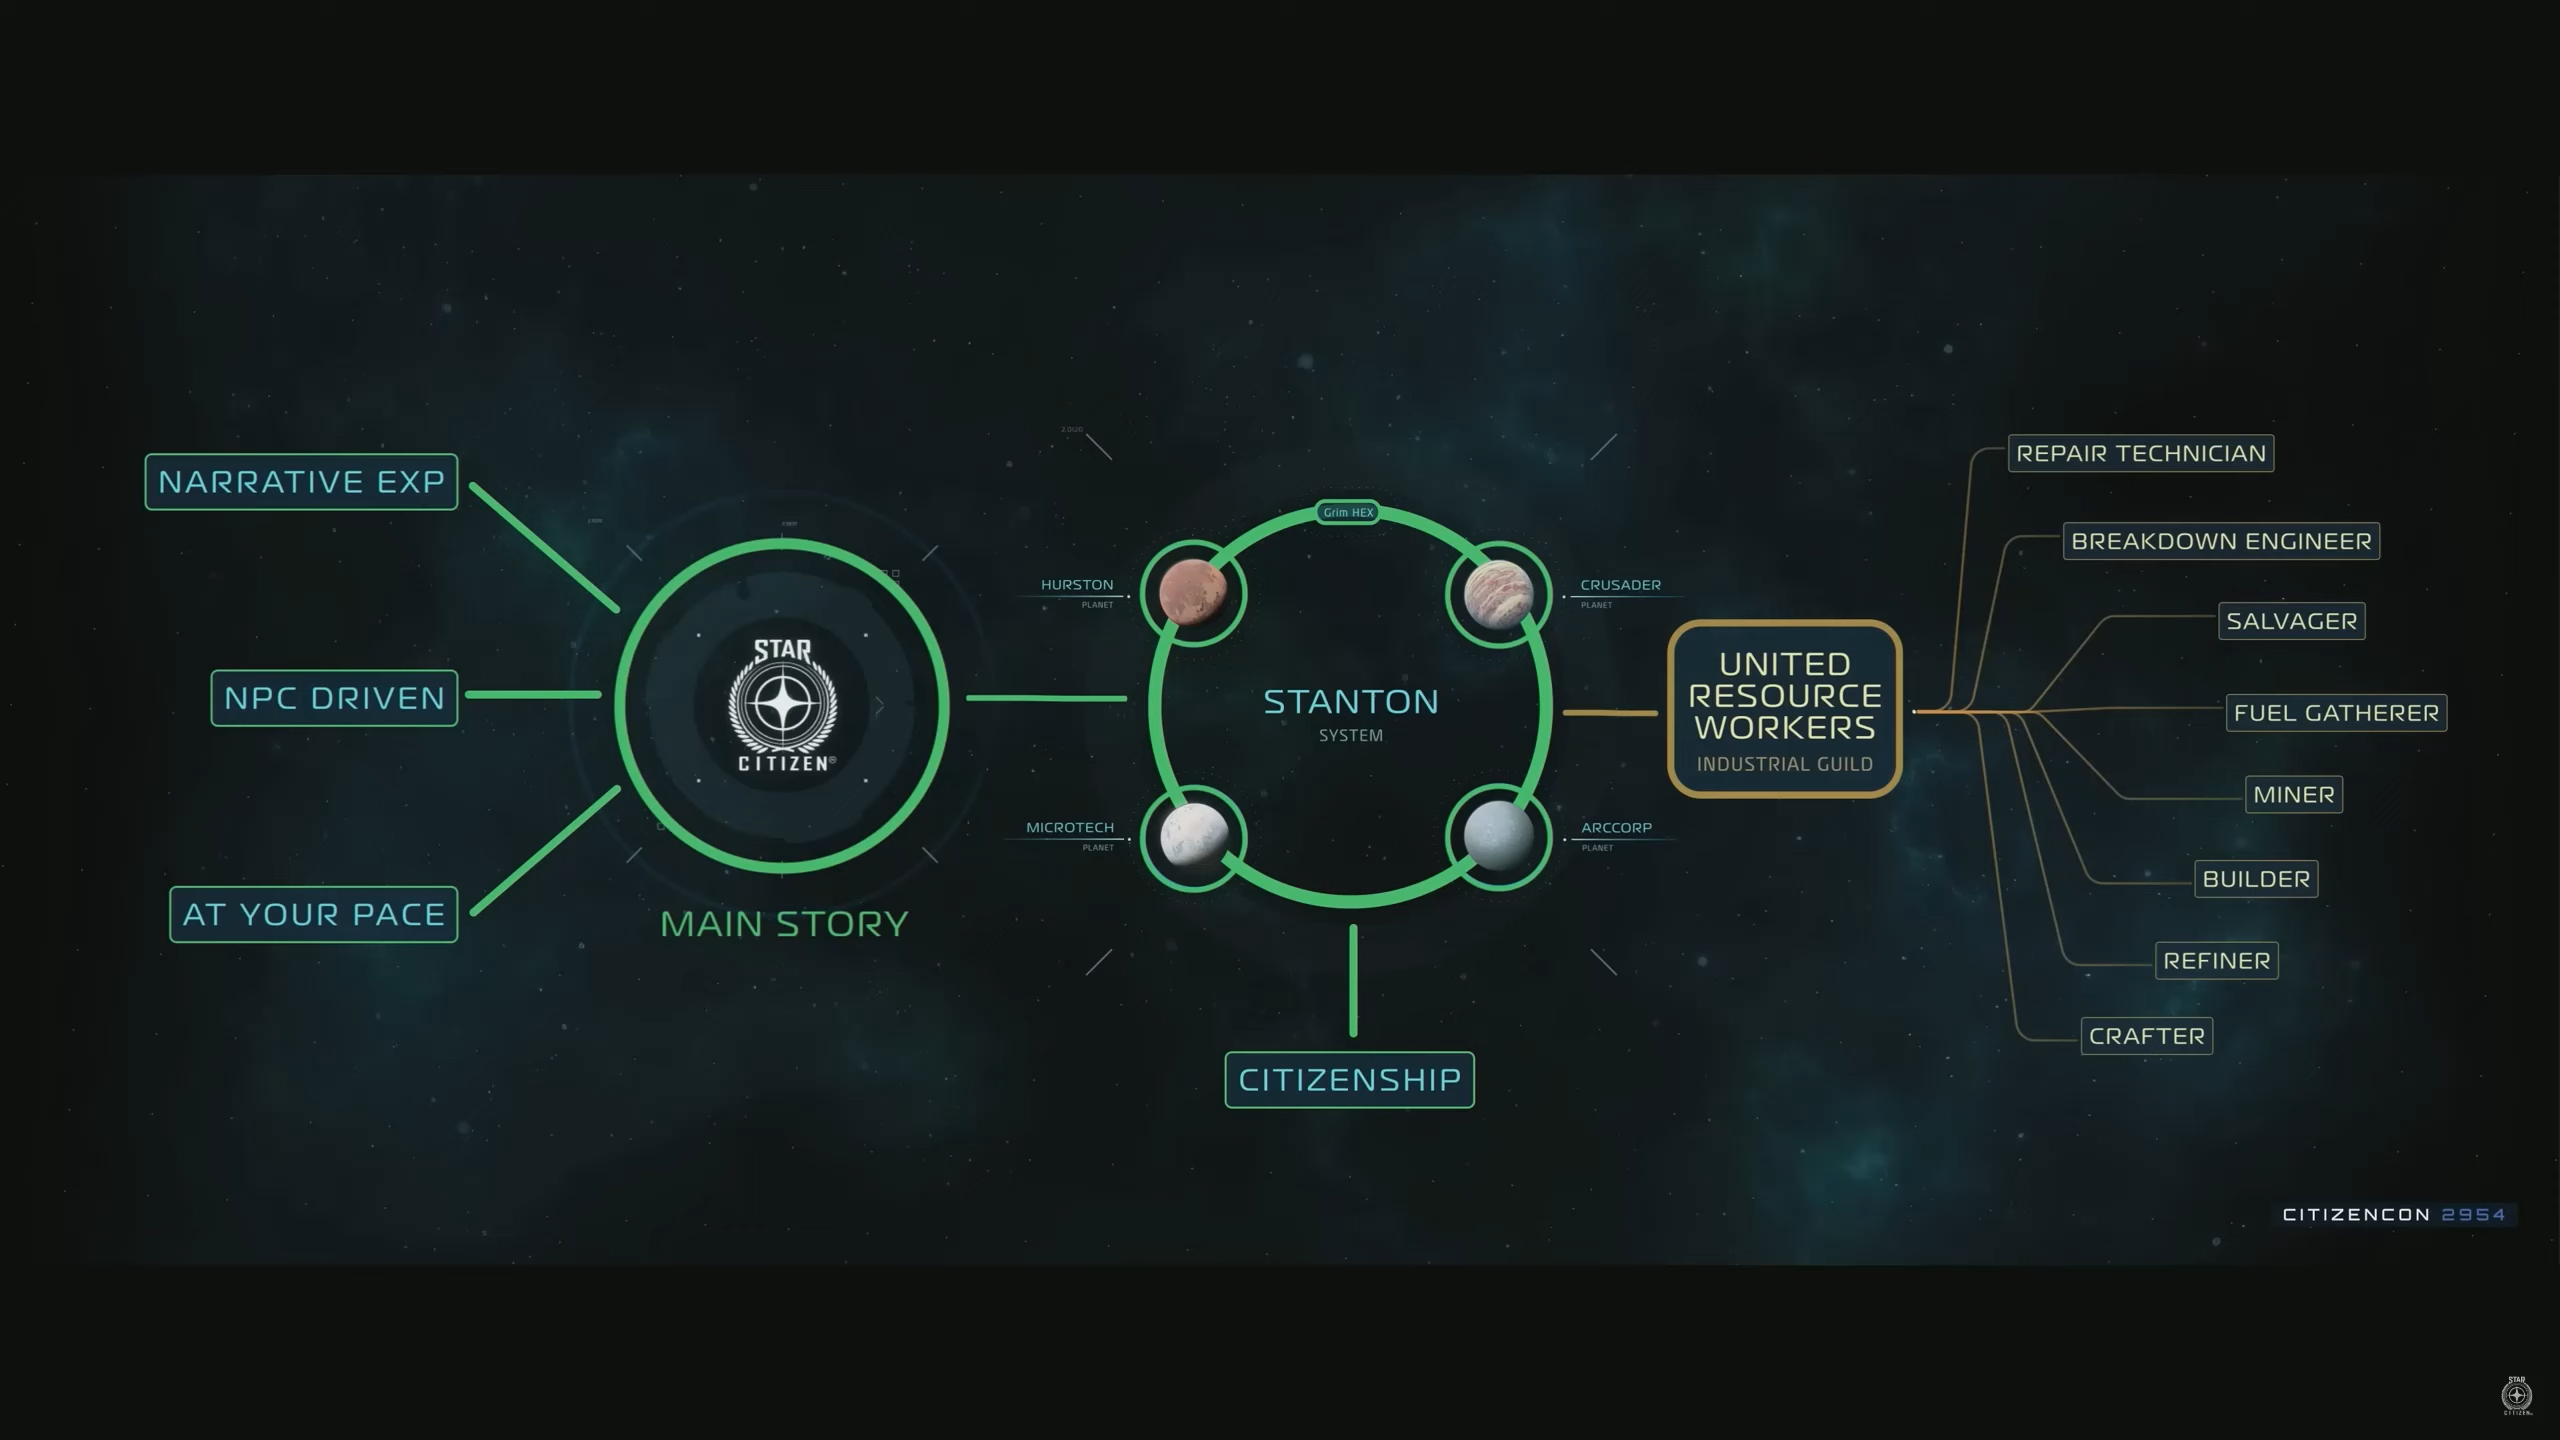 NARRATIVE EXP
NPC DRIVEN
AT YOUR PACE
STAR
CITIZEN®
MAIN STORY
Grim HEX
HURSTON
PLANET
CRUSADER
PLANET
STANTON
SYSTEM
MICROTECH
PLANET
ARCCORP
PLANET
CITIZENSHIP
UNITED
RESOURCE
WORKERS
INDUSTRIAL GUILD
REPAIR TECHNICIAN
BREAKDOWN ENGINEER
SALVAGER
FUEL GATHERER
MINER
BUILDER
REFINER
CRAFTER
CITIZENCON 2954
STAR
CITIZEN